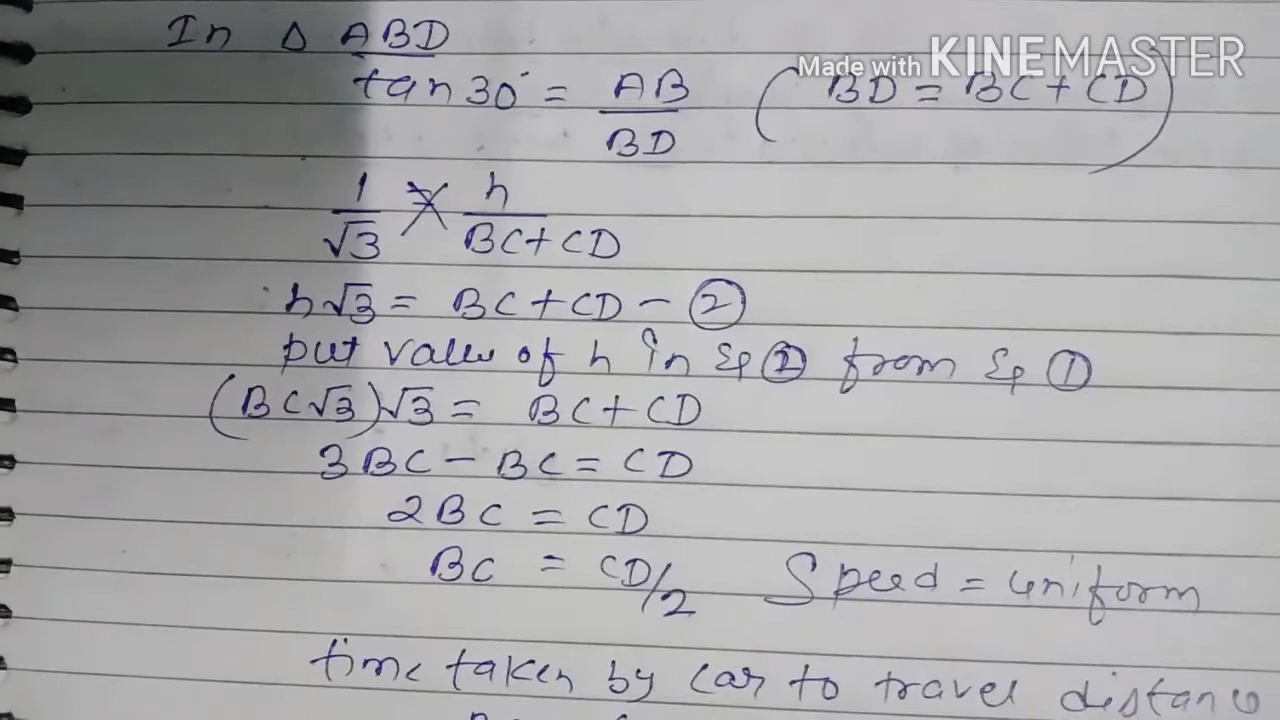 In Δ ABD
Made with KINEMASTER
tan 30° = AB/BD (BD = BC + CD)
1/√3 = h/BC + CD
h√3 = BC + CD - ②
put value of h in Eq ② from Eq ①
(BC√3)√3 = BC + CD
3BC - BC = CD
2BC = CD
BC = CD/2 Speed = uniform
time taken by car to travel distance